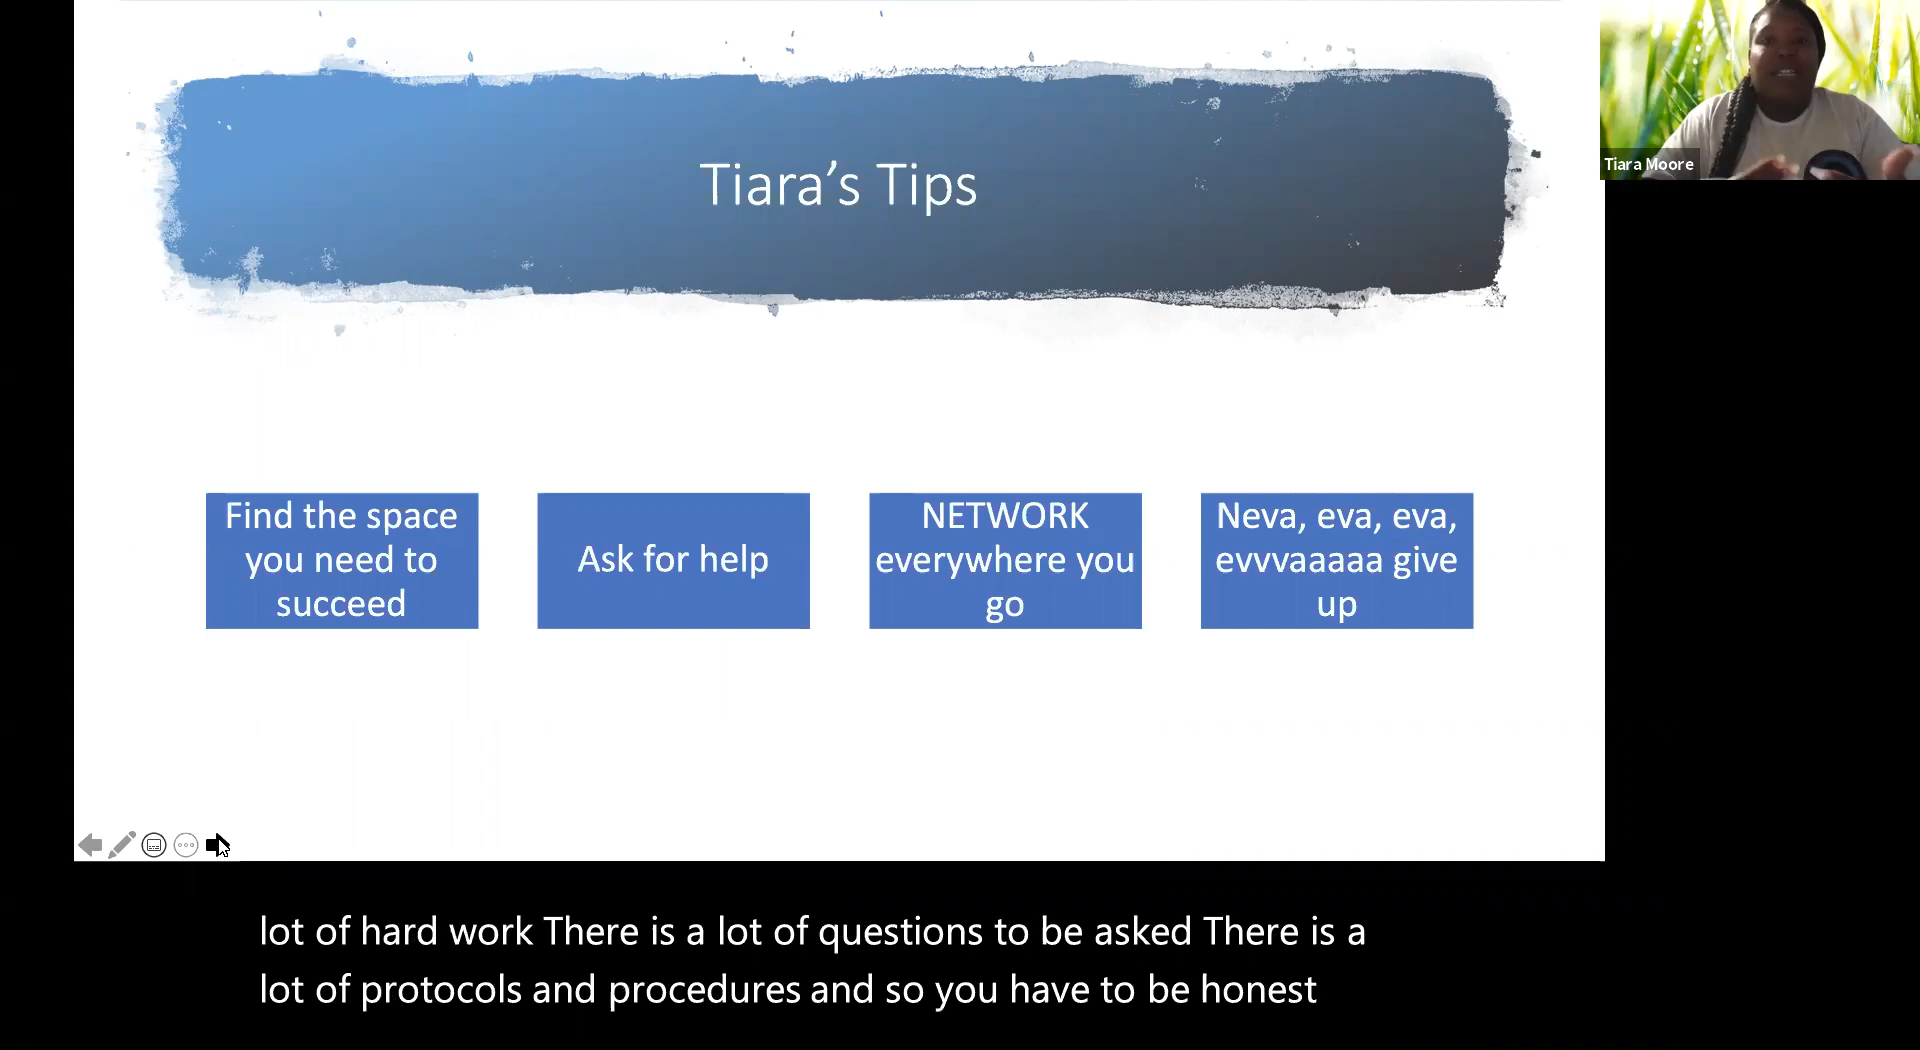 Tiara's Tips
Tiara Moore
Find the space
you need to
succeed
Ask for help
NETWORK
everywhere you
go
Neva, eva, eva,
evvvaaaaa give
up
lot of hard work There is a lot of questions to be asked There is a
lot of protocols and procedures and so you have to be honest